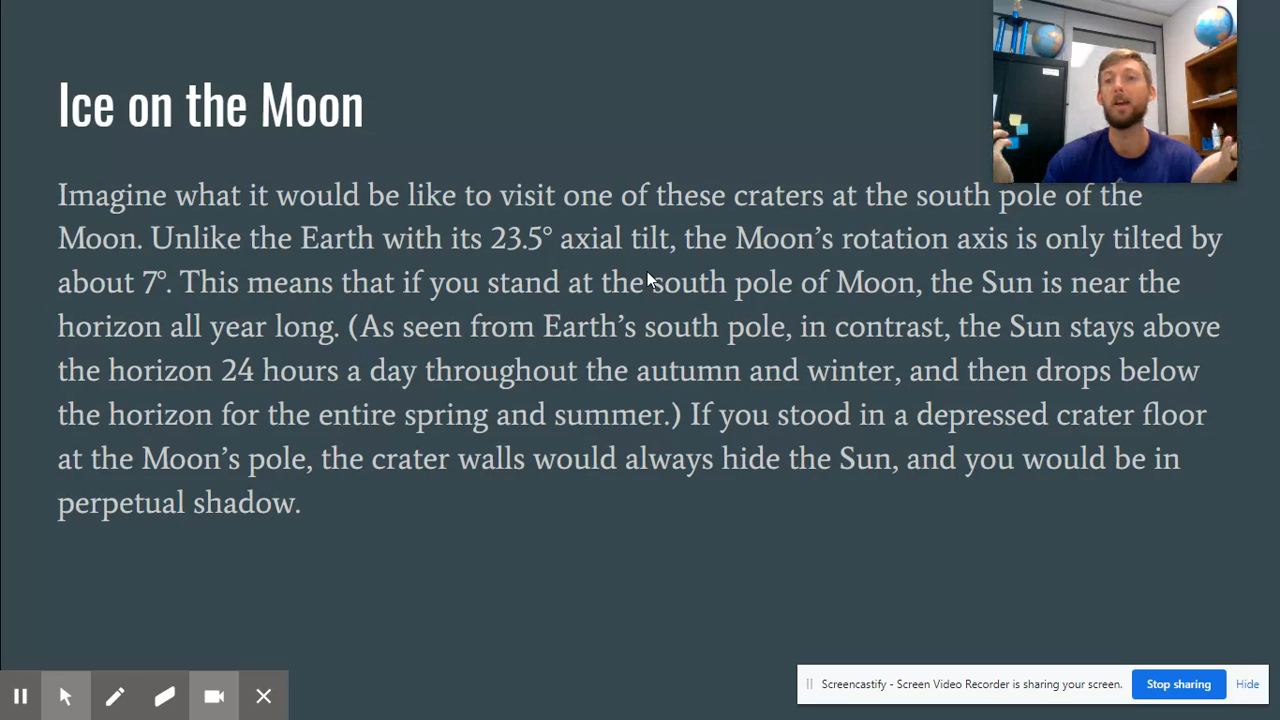 Ice on the Moon
Imagine what it would be like to visit one of these craters at the south pole of the
Moon. Unlike the Earth with its 23.5° axial tilt, the Moon’s rotation axis is only tilted by
about 7°. This means that if you stand at the south pole of Moon, the Sun is near the
horizon all year long. (As seen from Earth’s south pole, in contrast, the Sun stays above
the horizon 24 hours a day throughout the autumn and winter, and then drops below
the horizon for the entire spring and summer.) If you stood in a depressed crater floor
at the Moon’s pole, the crater walls would always hide the Sun, and you would be in
perpetual shadow.
Screencastify - Screen Video Recorder is sharing your screen.
Stop sharing
Hide